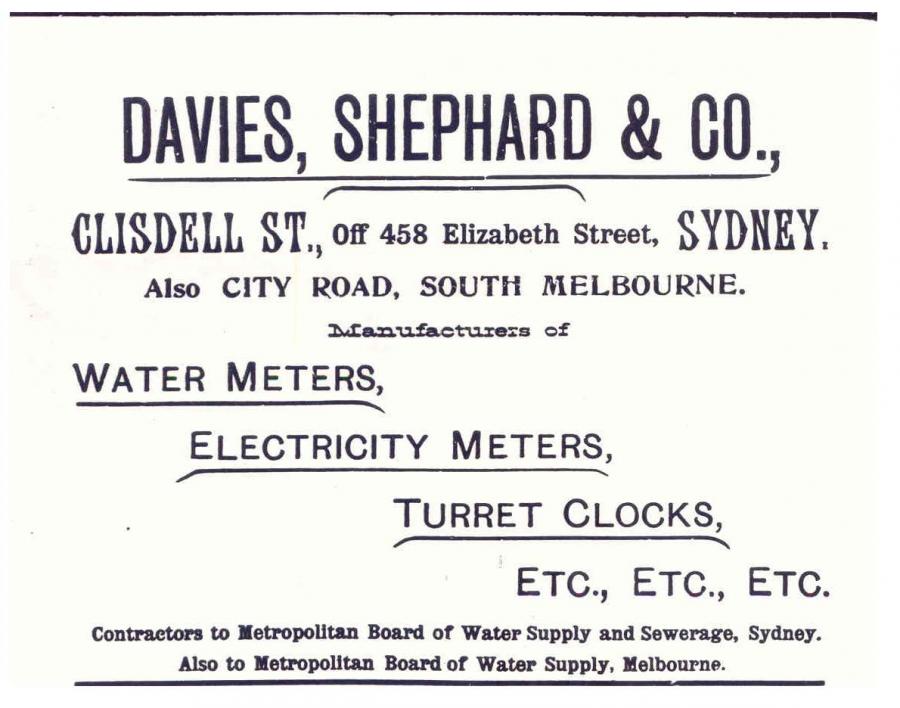 DAVIES, SHEPHARD & CO.,
CLISDELL ST., Off 458 Elizabeth Street, SYDNEY.
Also CITY ROAD, SOUTH MELBOURNE.
Manufacturers of
WATER METERS,
ELECTRICITY METERS,
TURRET CLOCKS,
ETC., ETC., ETC.
Contractors to Metropolitan Board of Water Supply and Sewerage, Sydney.
Also to Metropolitan Board of Water Supply, Melbourne.